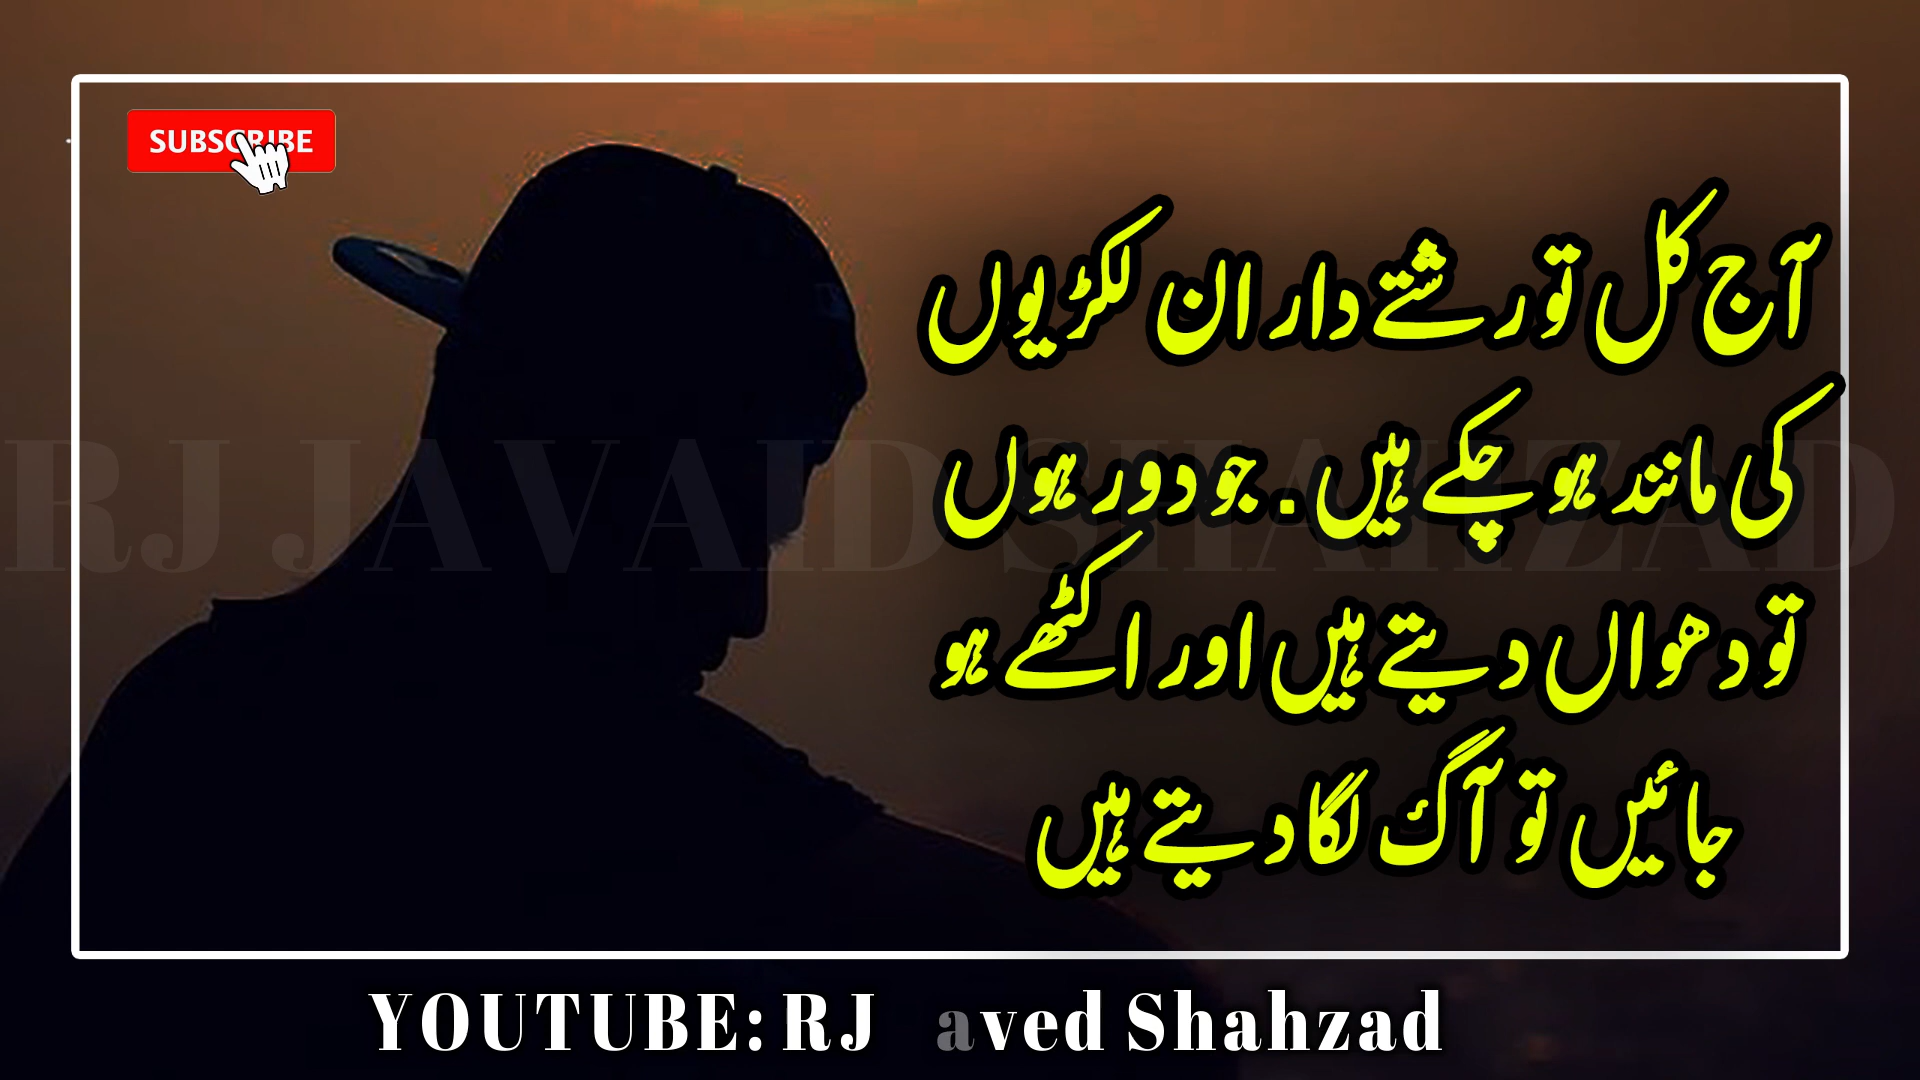 SUBSCRIBE
آج کل تو رشتے دار ان لکڑیوں
کی مانند ہو چکے ہیں . جو دور ہوں
RJ JAVAID SHAHZAD
تو دھواں دیتے ہیں اور اکٹھے ہو
جائیں تو آگ لگا دیتے ہیں
YOUTUBE: RJ aved Shahzad